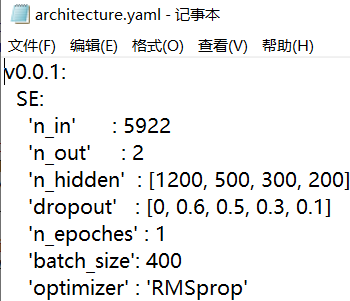 architecture.yaml - 记事本
文件(F) 编辑(E) 格式(O) 查看(V) 帮助(H)
v0.0.1:
  SE:
    'n_in'      : 5922
    'n_out'     : 2
    'n_hidden'  : [1200, 500, 300, 200]
    'dropout'   : [0, 0.6, 0.5, 0.3, 0.1]
    'n_epoches' : 1
    'batch_size': 400
    'optimizer' : 'RMSprop'